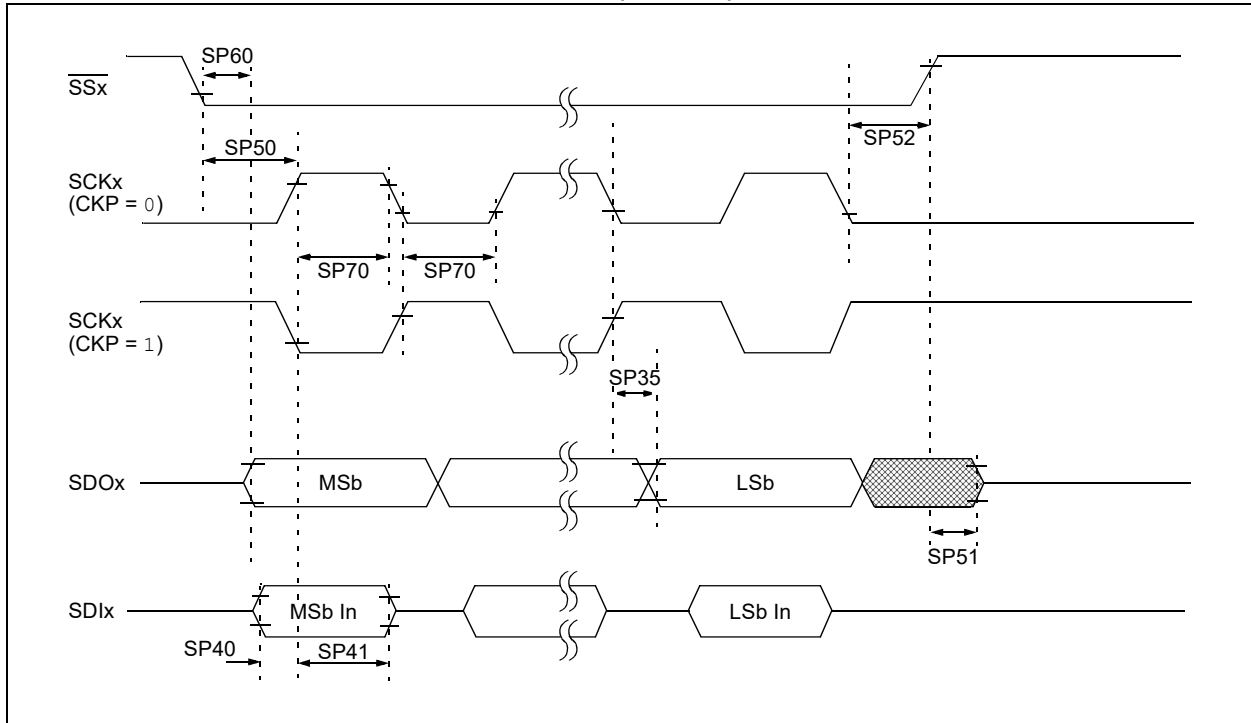 SP60
SSx
SP52
SP50
SCKx
(CKP = 0)
SP70 SP70
SCKx
(CKP = 1)
SP35
SDOx MSb LSb
SP51
SDIx MSb In LSb In
SP40 SP41